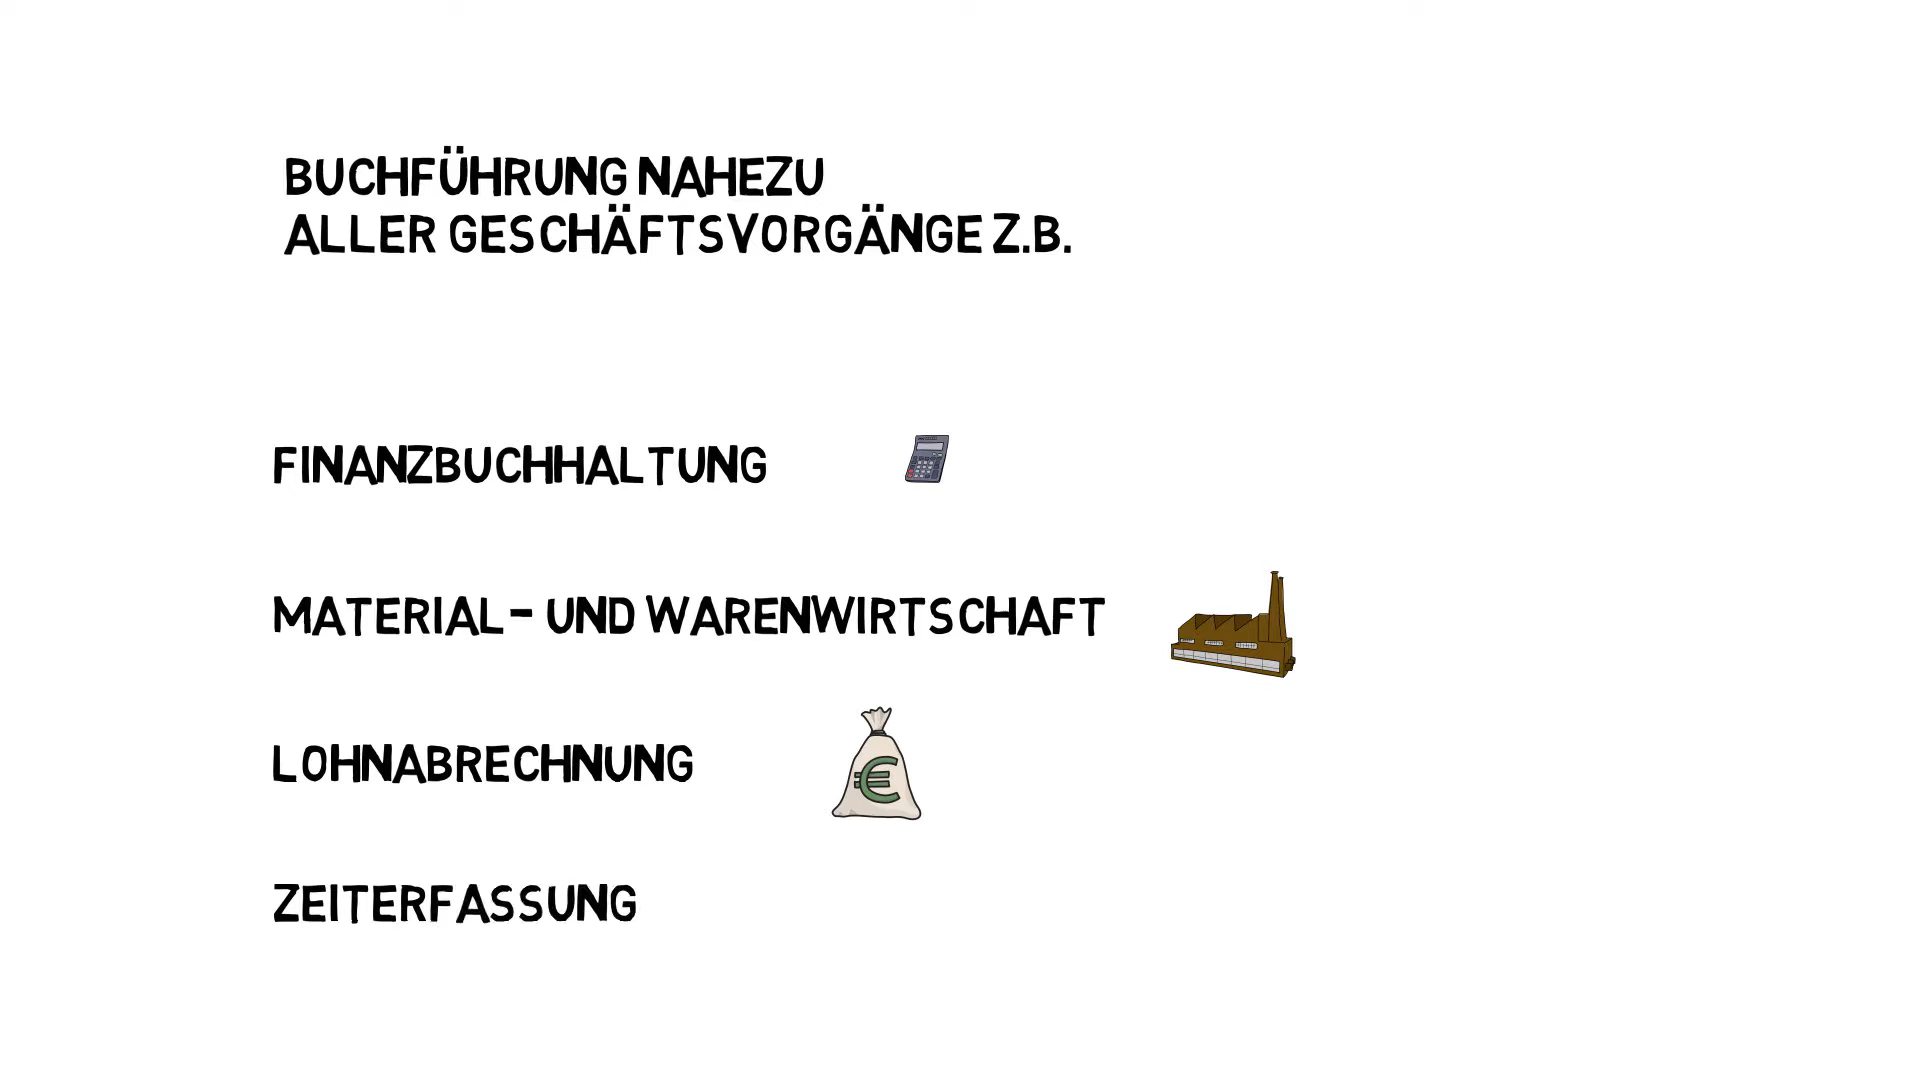 BUCHFÜHRUNG NAHEZU
ALLER GESCHÄFTSVORGÄNGE Z.B.
FINANZBUCHHALTUNG
MATERIAL- UND WARENWIRTSCHAFT
LOHNABRECHNUNG
€
ZEITERFASSUNG